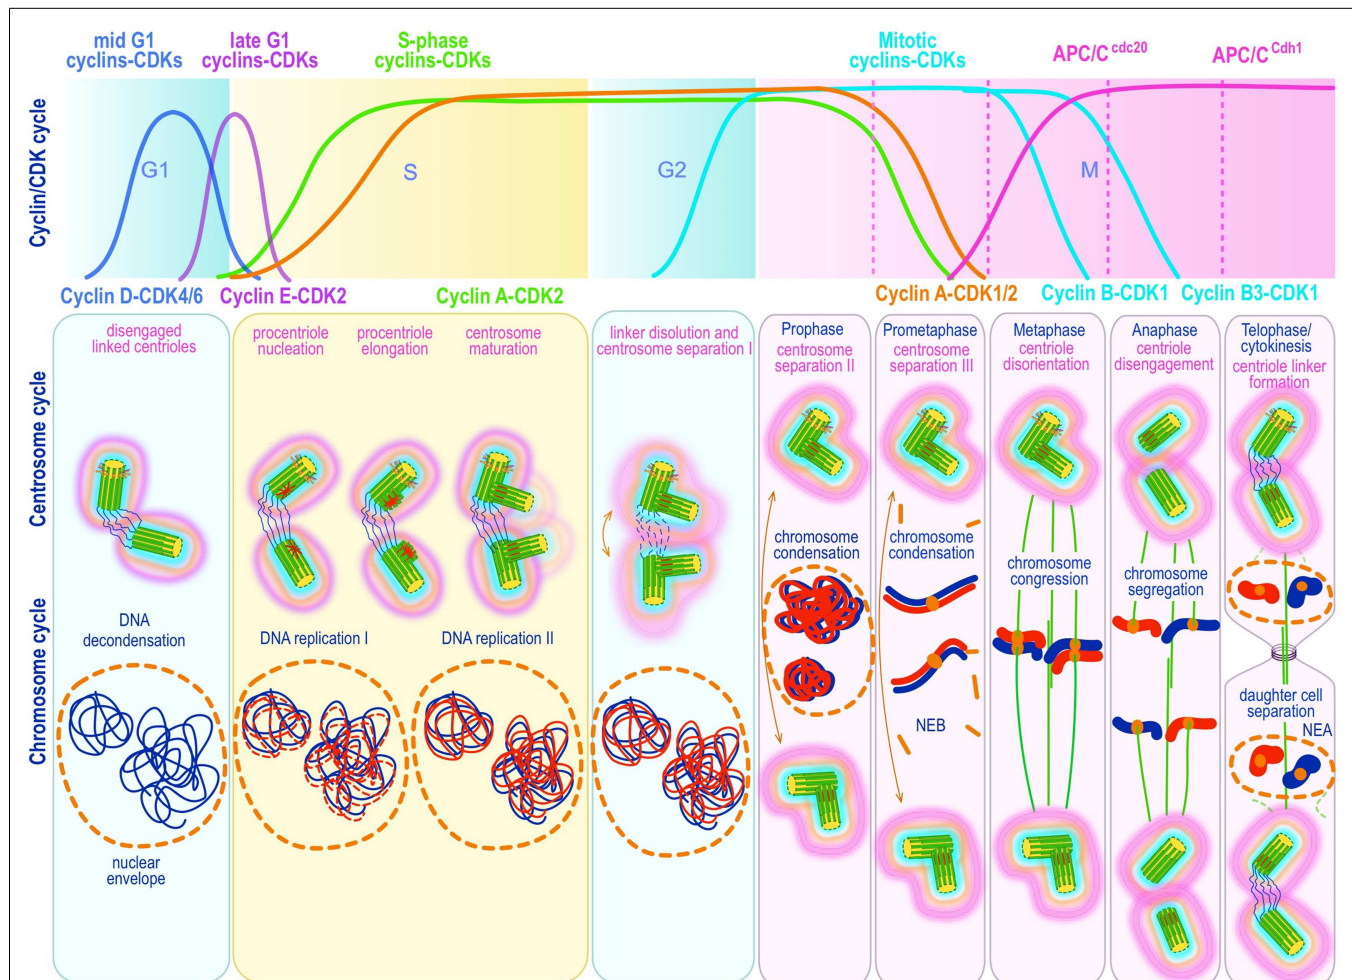 mid G1
cyclins-CDKs
late G1
cyclins-CDKs
S-phase
cyclins-CDKs
Mitotic
cyclins-CDKs
APC/C cdc20
APC/C Cdh1
Cyclin/CDK cycle
G1
S
G2
M
Cyclin D-CDK4/6
Cyclin E-CDK2
Cyclin A-CDK2
Cyclin A-CDK1/2
Cyclin B-CDK1
Cyclin B3-CDK1
Centrosome cycle
disengaged
linked centrioles
procentriole
nucleation
procentriole
elongation
centrosome
maturation
linker disolution and
centrosome separation I
Prophase
centrosome
separation II
Prometaphase
centrosome
separation III
Metaphase
centriole
disorientation
Anaphase
centriole
disengagement
Telophase/
cytokinesis
centriole linker
formation
Chromosome cycle
DNA
decondensation
nuclear
envelope
DNA replication I
DNA replication II
chromosome
condensation
chromosome
condensation
NEB
chromosome
congression
chromosome
segregation
daughter cell
separation
NEA